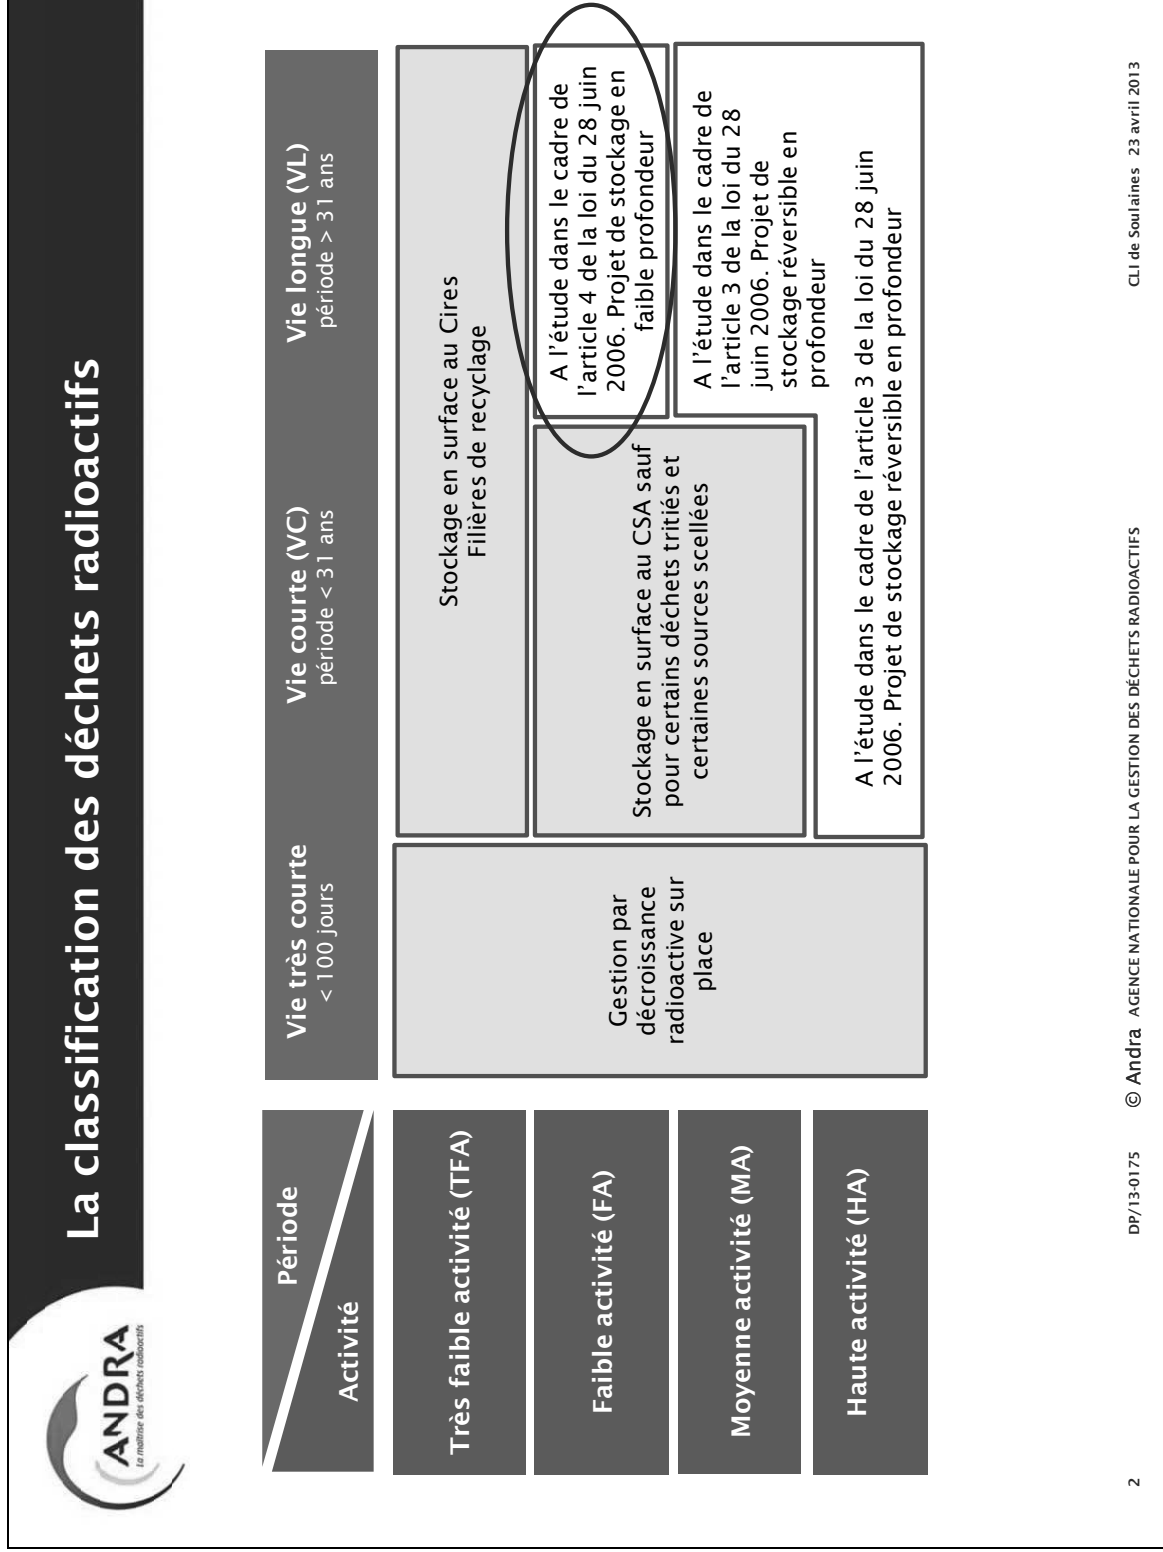 ANDRA
La maîtrise des déchets radioactifs
La classification des déchets radioactifs
Période
Activité
Vie très courte
< 100 jours
Vie courte (VC)
période < 31 ans
Vie longue (VL)
période > 31 ans
Très faible activité (TFA)
Faible activité (FA)
Moyenne activité (MA)
Haute activité (HA)
Gestion par
décroissance
radioactive sur
place
Stockage en surface au Cires
Filières de recyclage
Stockage en surface au CSA sauf
pour certains déchets tritiés et
certaines sources scellées
A l'étude dans le cadre de
l'article 4 de la loi du 28 juin
2006. Projet de stockage en
faible profondeur
A l'étude dans le cadre de
l'article 3 de la loi du 28
juin 2006. Projet de
stockage réversible en
profondeur
A l'étude dans le cadre de l'article 3 de la loi du 28 juin
2006. Projet de stockage réversible en profondeur
2
DP/13-0175
© Andra AGENCE NATIONALE POUR LA GESTION DES DÉCHETS RADIOACTIFS
CLI de Soulaines 23 avril 2013